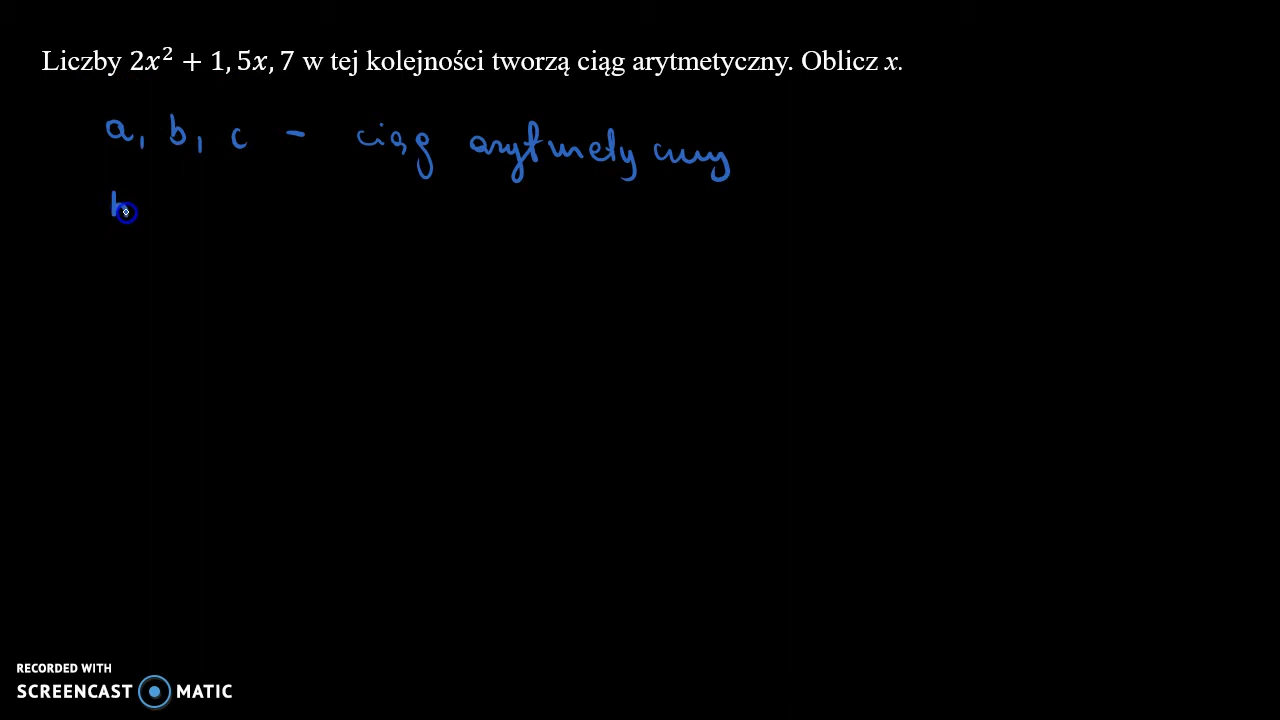 Liczby 2x² + 1, 5x, 7 w tej kolejności tworzą ciąg arytmetyczny. Oblicz x.
a, b, c - ciąg arytmetyczny
b
RECORDED WITH
SCREENCAST MATIC